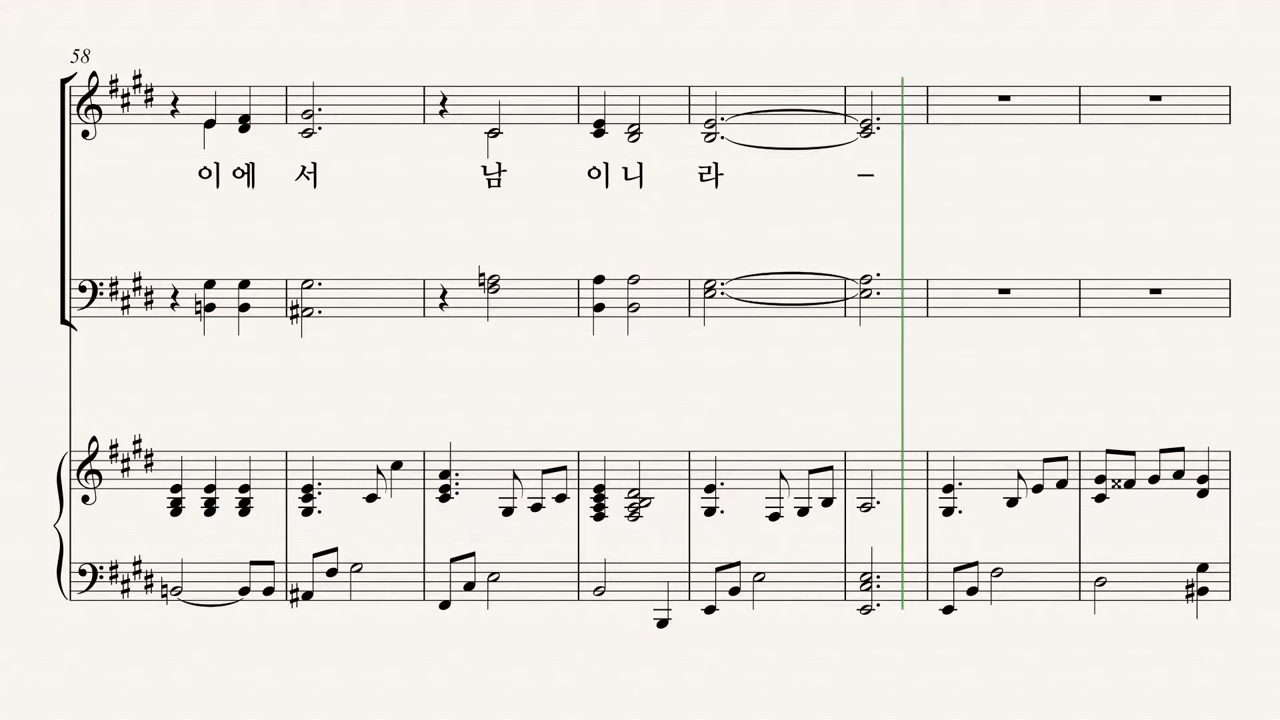 58
이 에 서 남 이 니 라 –